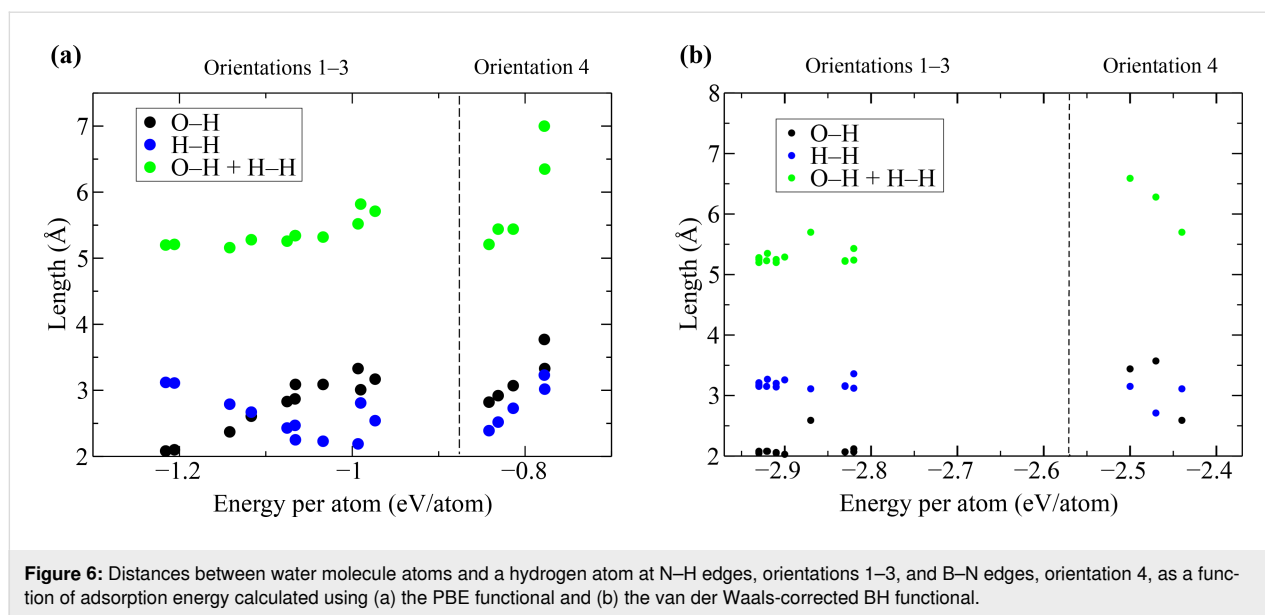 (a)
Orientations 1–3
Orientation 4
O–H
H–H
O–H + H–H
7
6
5
4
3
2
Length (Å)
−1.2
−1
−0.8
Energy per atom (eV/atom)
(b)
Orientations 1–3
Orientation 4
O–H
H–H
O–H + H–H
8
7
6
5
4
3
2
Length (Å)
−2.9
−2.8
−2.7
−2.6
−2.5
−2.4
Energy per atom (eV/atom)
Figure 6: Distances between water molecule atoms and a hydrogen atom at N–H edges, orientations 1–3, and B–N edges, orientation 4, as a func-
tion of adsorption energy calculated using (a) the PBE functional and (b) the van der Waals-corrected BH functional.